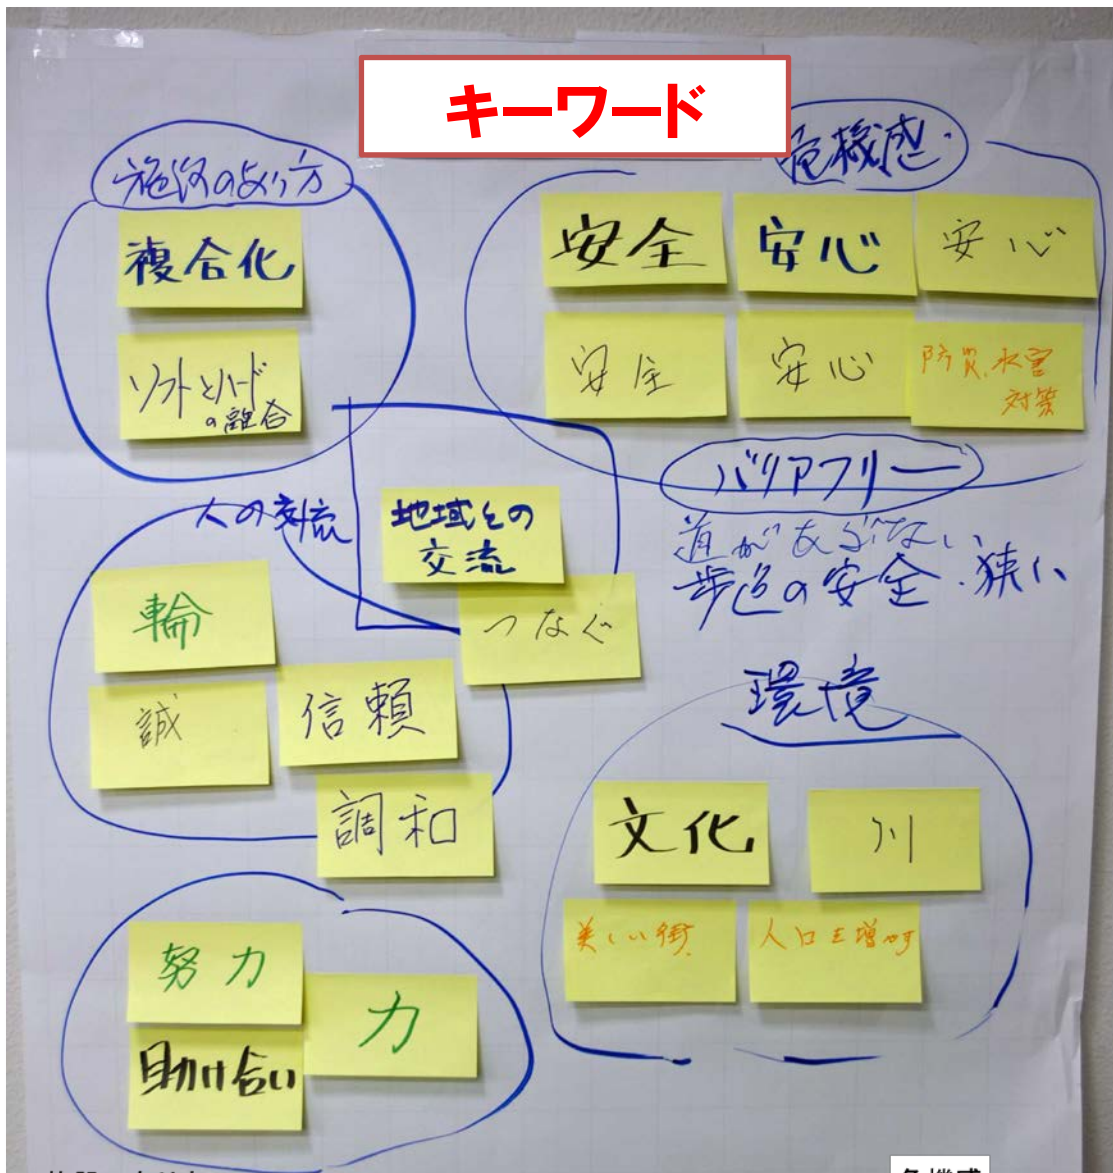 キーワード
施設のあり方
複合化
ソフトとハード
の融合
危機感
安全
安心
安心
安全
安心
防災、水害
対策
バリアフリー
道があぶない
歩道の安全・狭い
人の交流
地域との
交流
つなぐ
輪
誠
信頼
調和
環境
文化
川
美しい街
人口を増やす
努力
力
助け合い
危機感